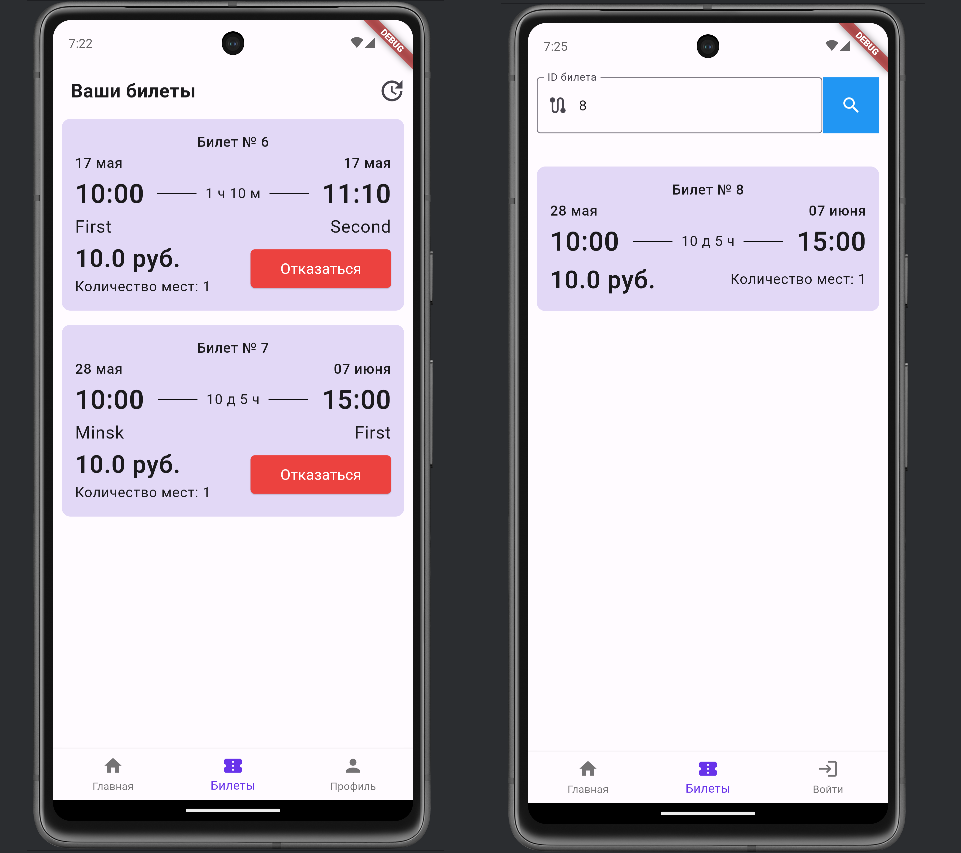 7:22
DEBUG
Ваши билеты
Билет № 6
17 мая 17 мая
10:00 1 ч 10 м 11:10
First Second
10.0 руб.
Отказаться
Количество мест: 1
Билет № 7
28 мая 07 июня
10:00 10 д 5 ч 15:00
Minsk First
10.0 руб.
Отказаться
Количество мест: 1
Главная Билеты Профиль
7:25
DEBUG
ID билета
8
Билет № 8
28 мая 07 июня
10:00 10 д 5 ч 15:00
10.0 руб. Количество мест: 1
Главная Билеты Войти